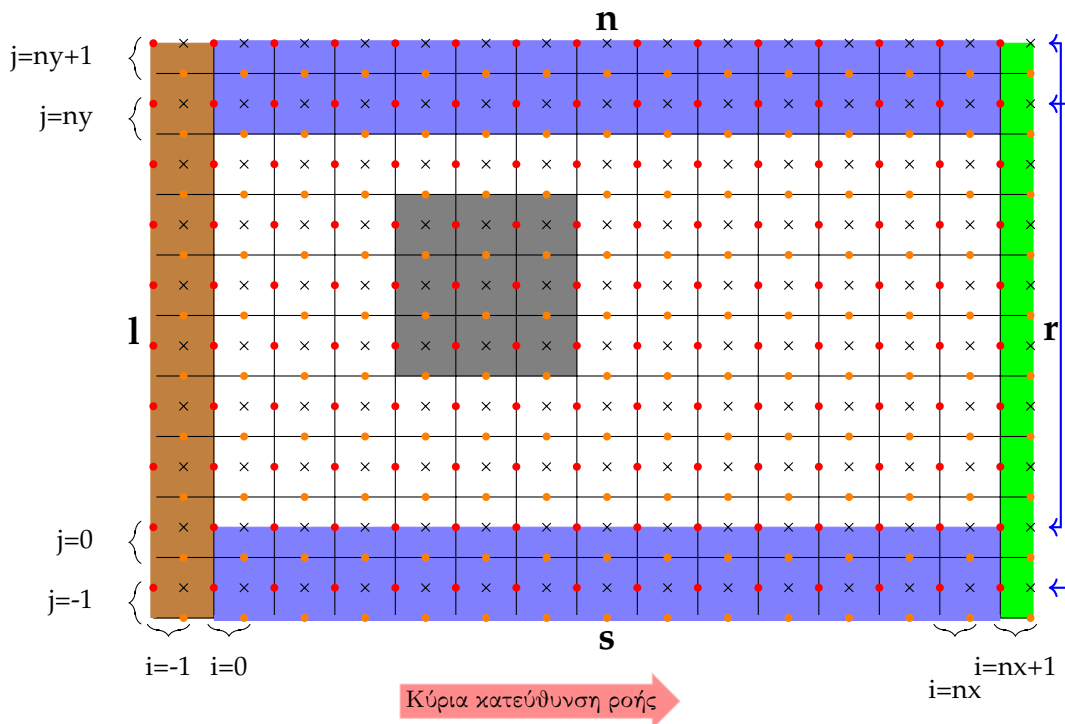 n
j=ny+1
j=ny
l
r
j=0
j=-1
s
i=-1
i=0
i=nx+1
i=nx
Κύρια κατεύθυνση ροής